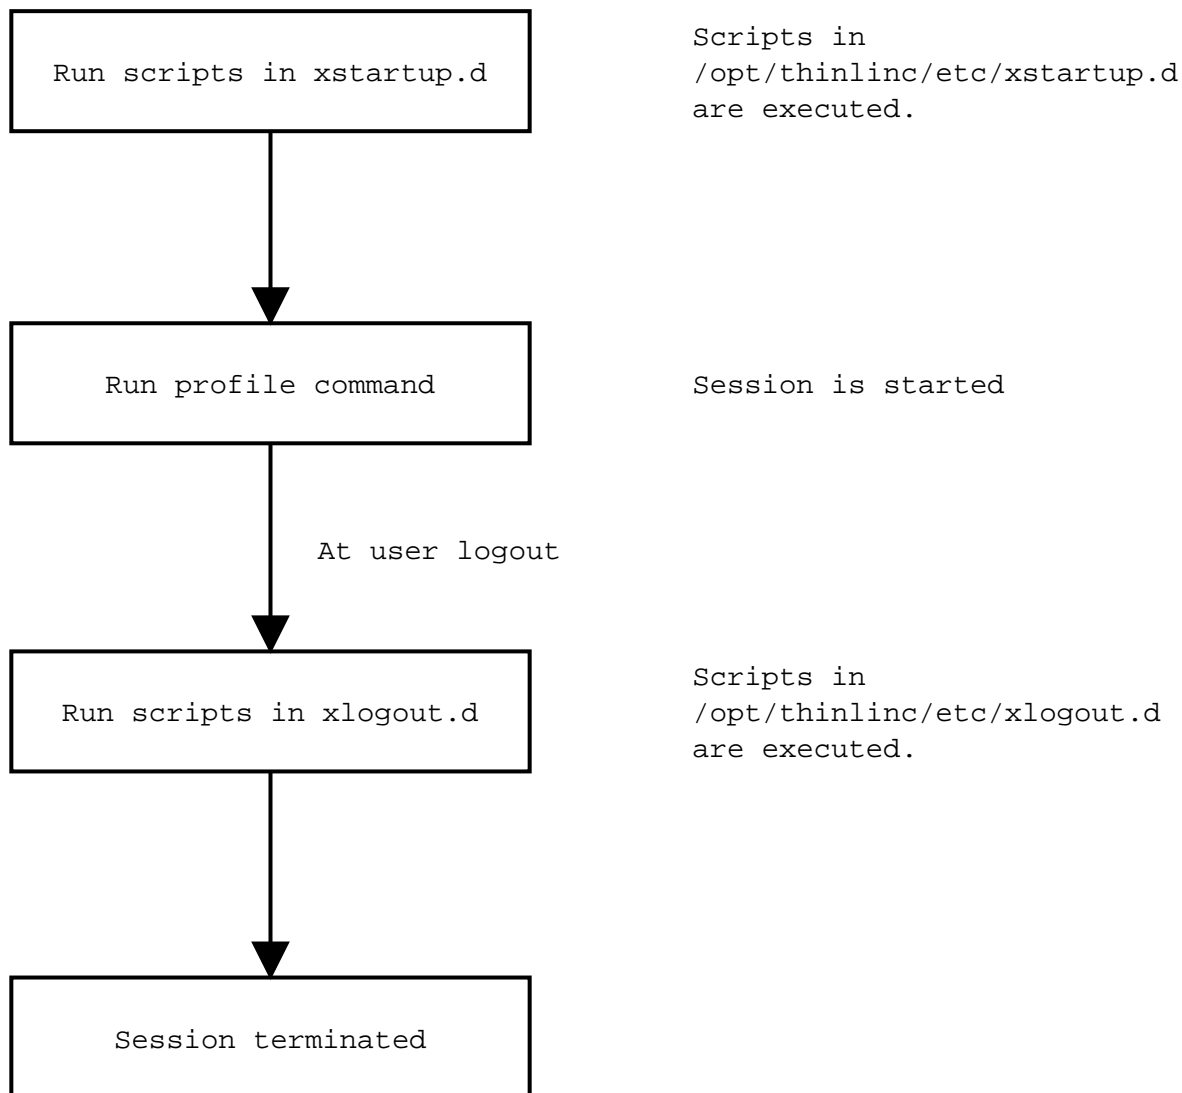 Scripts in
Run scripts in xstartup.d
/opt/thinlinc/etc/xstartup.d
are executed.
Run profile command
Session is started
At user logout
Scripts in
Run scripts in xlogout.d
/opt/thinlinc/etc/xlogout.d
are executed.
Session terminated